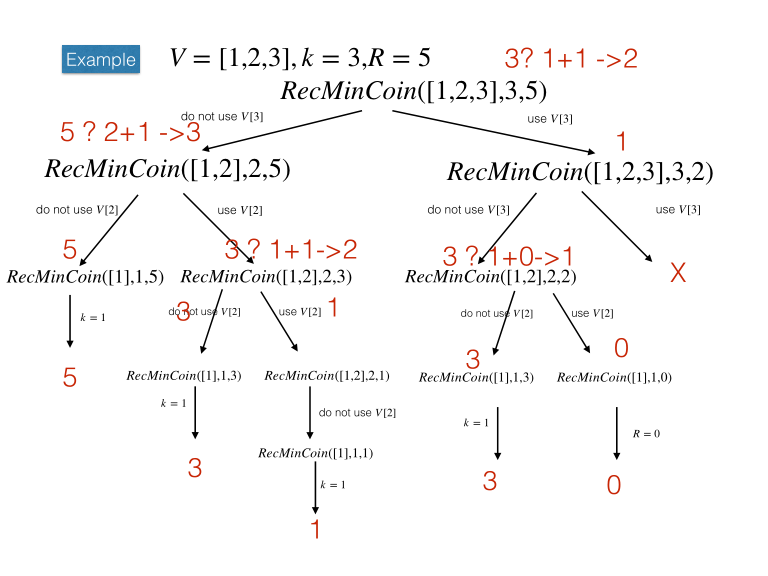 Example
V = [1,2,3], k = 3,R = 5
3? 1+1 ->2
RecMinCoin([1,2,3],3,5)
do not use V[3]
use V[3]
5 ? 2+1 ->3
1
RecMinCoin([1,2],2,5)
RecMinCoin([1,2,3],3,2)
do not use V[2]
use V[2]
do not use V[3]
use V[3]
5
3 ? 1+1->2
3 ? 1+0->1
X
RecMinCoin([1],1,5)
RecMinCoin([1,2],2,3)
RecMinCoin([1,2],2,2)
k = 1
3
do not use V[2]
use V[2]
1
do not use V[2]
use V[2]
3
0
5
RecMinCoin([1],1,3)
RecMinCoin([1,2],2,1)
RecMinCoin([1],1,3)
RecMinCoin([1],1,0)
k = 1
do not use V[2]
k = 1
R = 0
RecMinCoin([1],1,1)
3
k = 1
3
0
1